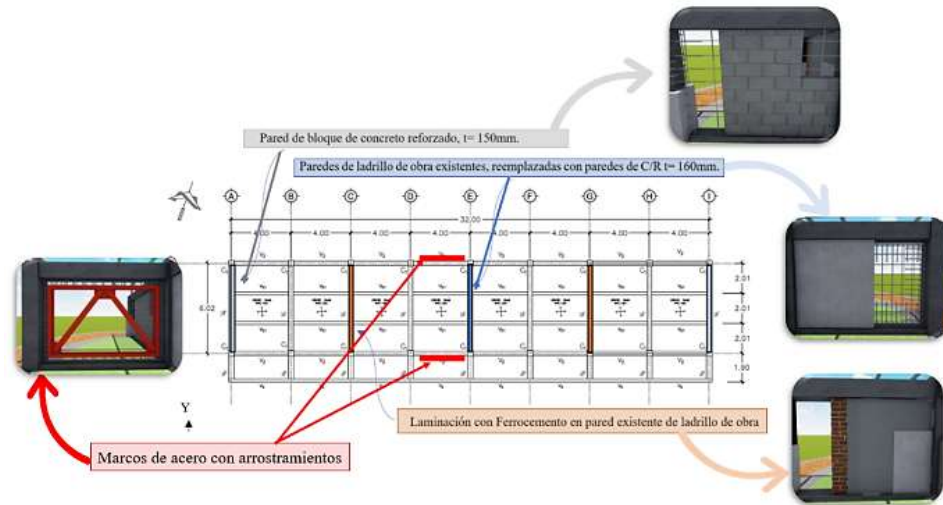 Pared de bloque de concreto reforzado, t= 150mm.
Paredes de ladrillo de obra existentes, reemplazadas con paredes de C/R t= 160mm.
A B C D E F G H I
32.00
4.00 4.00 4.00 4.00 4.00 4.00 4.00 4.00
6.02
2.01
2.01
2.01
1.90
Y
Laminación con Ferrocemento en pared existente de ladrillo de obra
Marcos de acero con arrostramientos